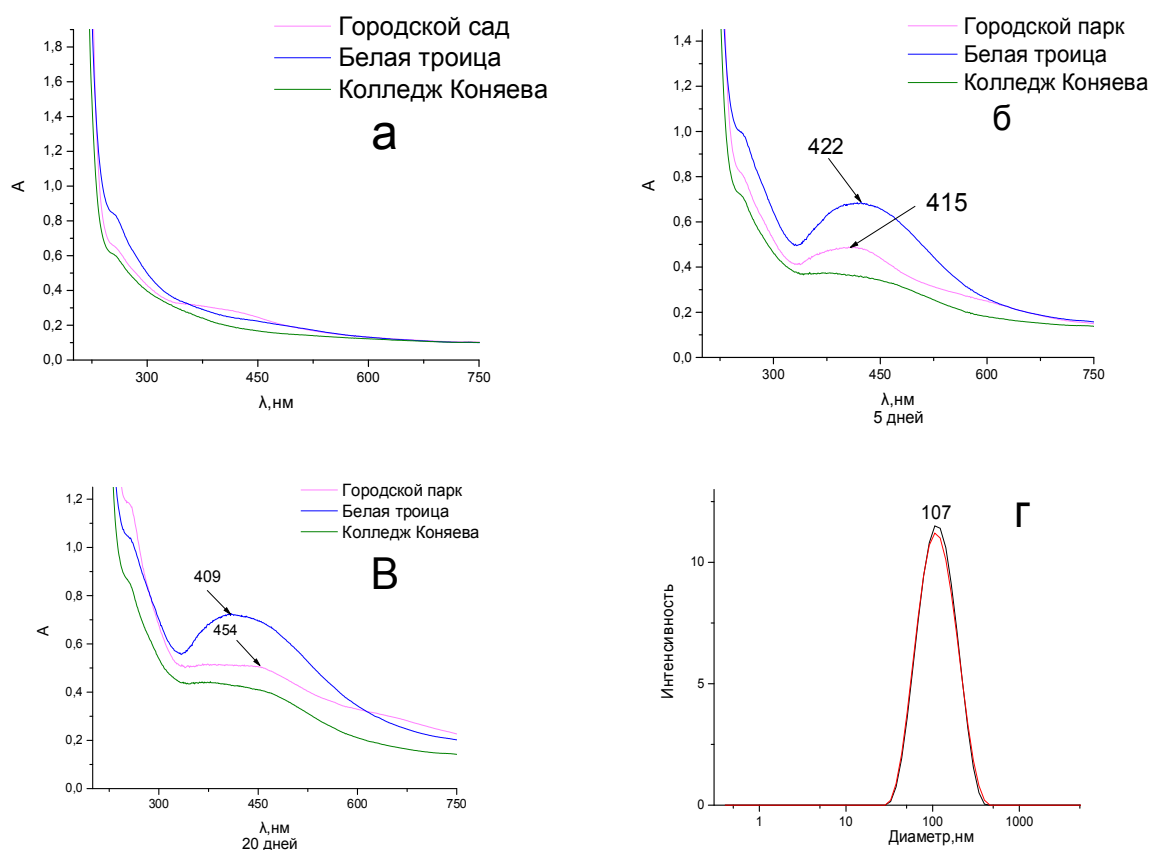 Городской сад
Белая троица
Колледж Коняева
а
1,8
1,6
1,4
1,2
1,0
0,8
0,6
0,4
0,2
0,0
A
300
450
600
750
λ,нм
Городской парк
Белая троица
Колледж Коняева
б
422
415
1,4
1,2
1,0
0,8
0,6
0,4
0,2
0,0
A
300
450
600
750
λ,нм
5 дней
Городской парк
Белая троица
Колледж Коняева
В
409
454
1,2
1,0
0,8
0,6
0,4
0,2
0,0
A
300
450
600
750
λ,нм
20 дней
107
г
10
5
0
Интенсивность
1
10
100
1000
Диаметр,нм